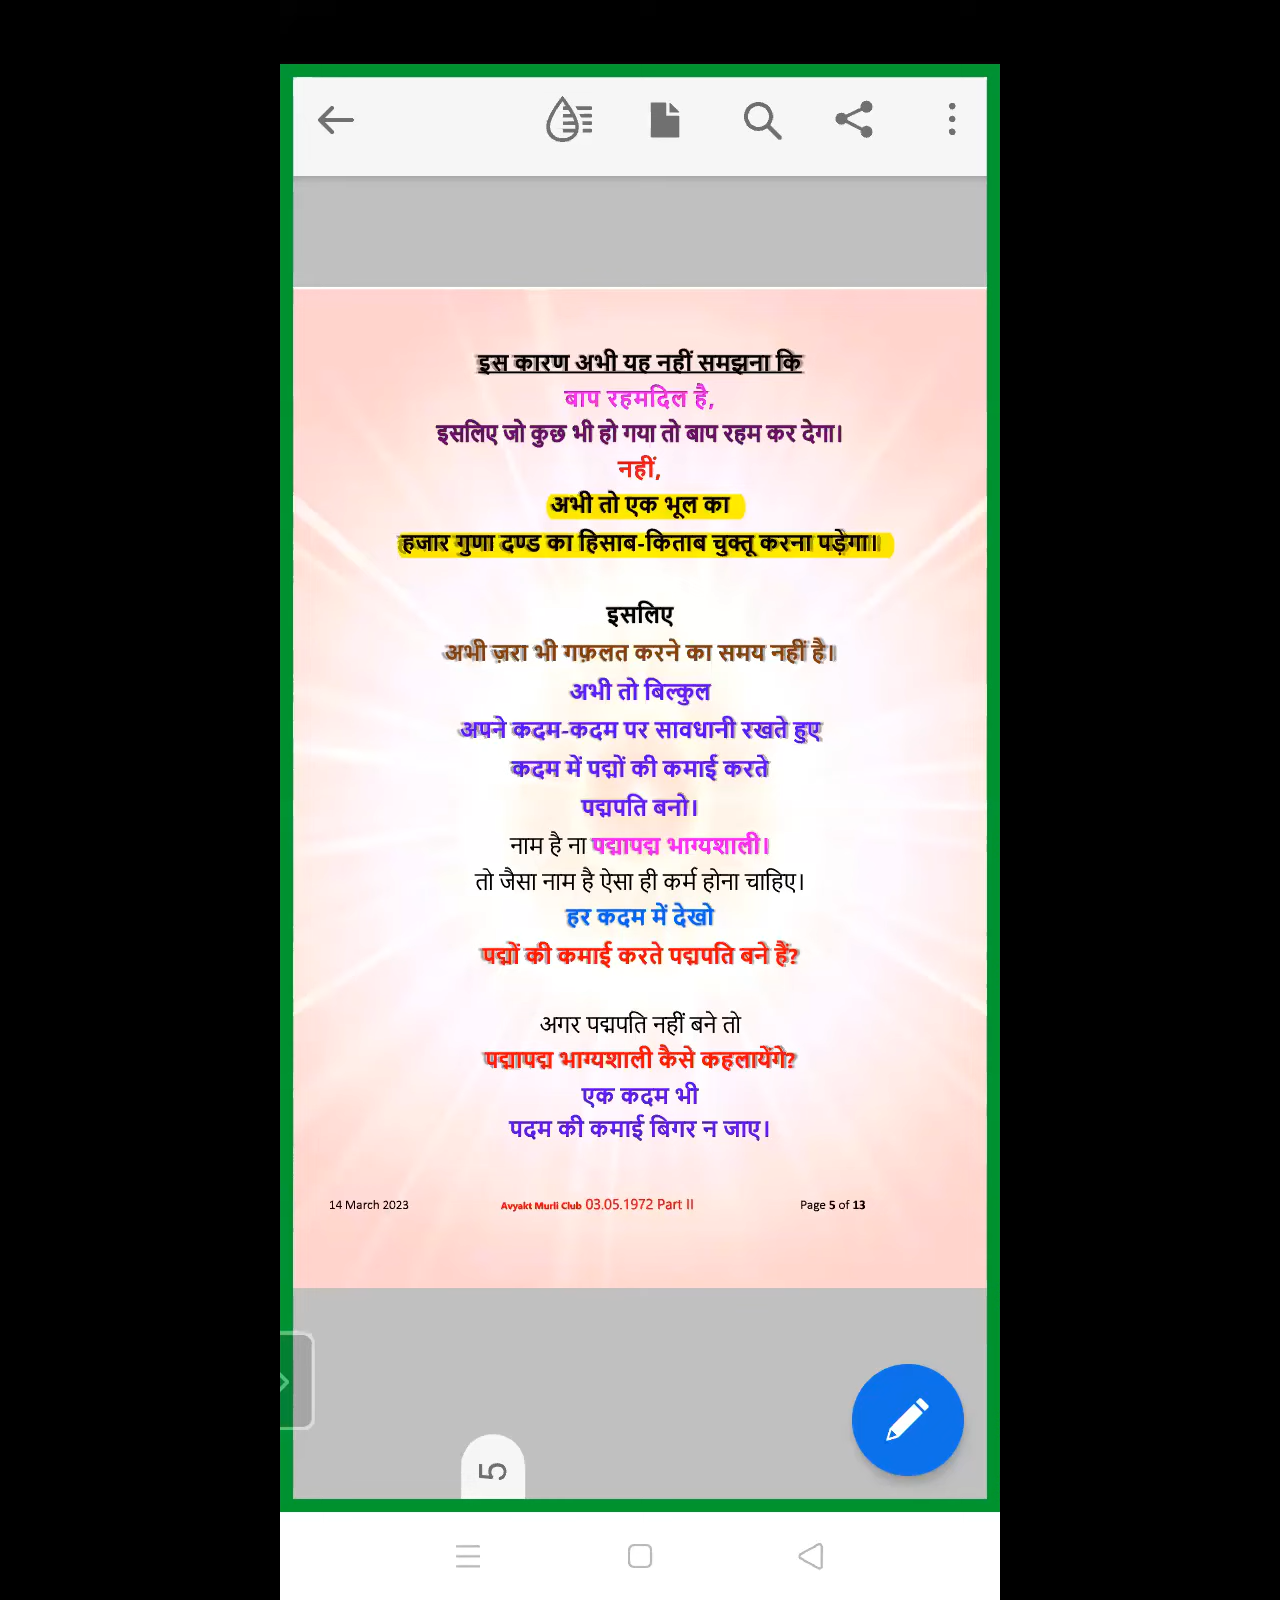 इस कारण अभी यह नहीं समझना कि
बाप रहमदिल है,
इसलिए जो कुछ भी हो गया तो बाप रहम कर देगा।
नहीं,
अभी तो एक भूल का
हजार गुणा दण्ड का हिसाब-किताब चुक्तू करना पड़ेगा।
इसलिए
अभी ज़रा भी गफ़लत करने का समय नहीं है।
अभी तो बिल्कुल
अपने कदम-कदम पर सावधानी रखते हुए
कदम में पद्मों की कमाई करते
पद्मपति बनो।
नाम है ना पद्मापद्म भाग्यशाली।
तो जैसा नाम है ऐसा ही कर्म होना चाहिए।
हर कदम में देखो
पद्मों की कमाई करते पद्मपति बने हैं?
अगर पद्मपति नहीं बने तो
पद्मापद्म भाग्यशाली कैसे कहलायेंगे?
एक कदम भी
पदम की कमाई बिगर न जाए।
14 March 2023 Avyakt Murli Club 03.05.1972 Part II Page 5 of 13
5